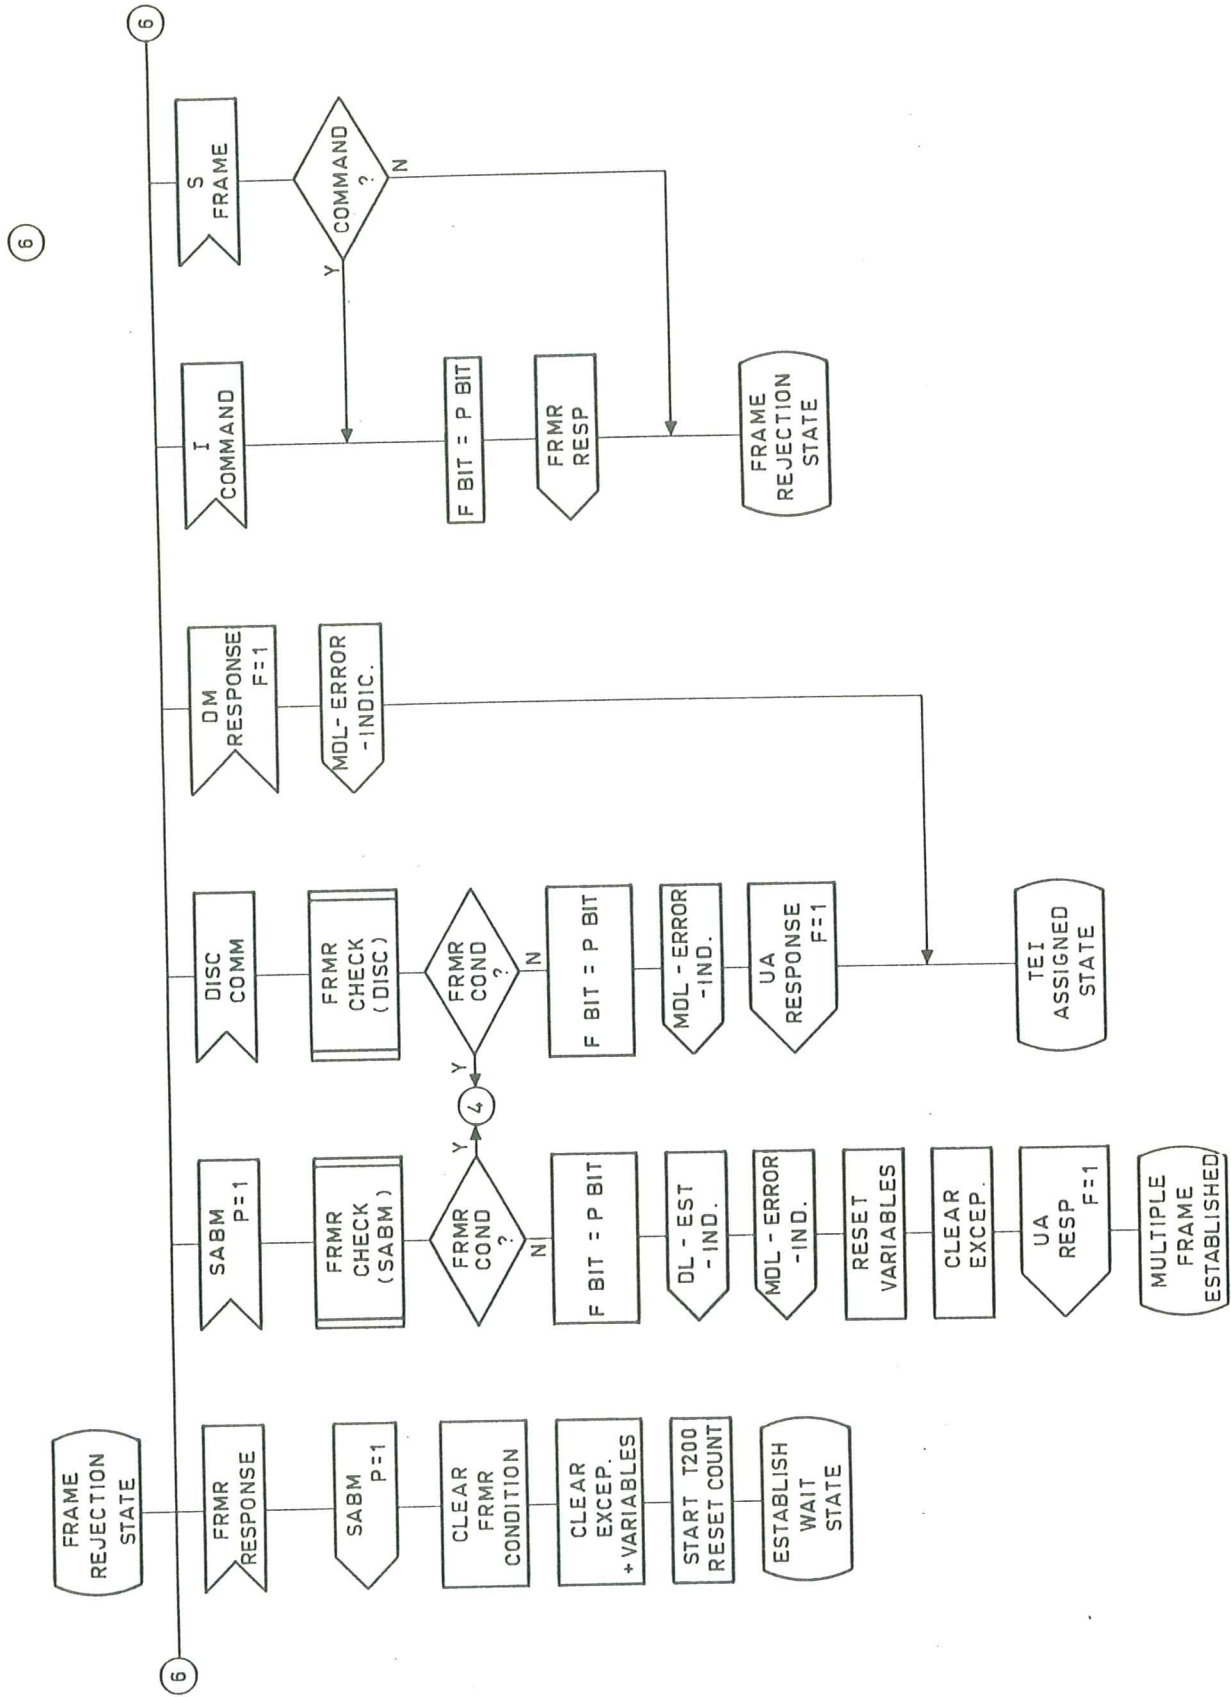 6
6
FRAME
REJECTION
STATE
6
FRMR
RESPONSE
SABM
P=1
CLEAR
FRMR
CONDITION
CLEAR
EXCEP.
+VARIABLES
START T200
RESET COUNT
ESTABLISH
WAIT
STATE
SABM
P=1
FRMR
CHECK
(SABM)
FRMR
COND
?
Y
N
4
F BIT = P BIT
DL - EST
-IND.
MDL-ERROR
-IND.
RESET
VARIABLES
CLEAR
EXCEP.
UA
RESP
F=1
MULTIPLE
FRAME
ESTABLISHED
DISC
COMM
FRMR
CHECK
(DISC)
FRMR
COND
?
Y
N
F BIT = P BIT
MDL - ERROR
-IND.
UA
RESPONSE
F=1
TEI
ASSIGNED
STATE
DM
RESPONSE
F=1
MDL- ERROR
-INDIC.
I
COMMAND
F BIT = P BIT
FRMR
RESP
FRAME
REJECTION
STATE
S
FRAME
COMMAND
?
Y
N